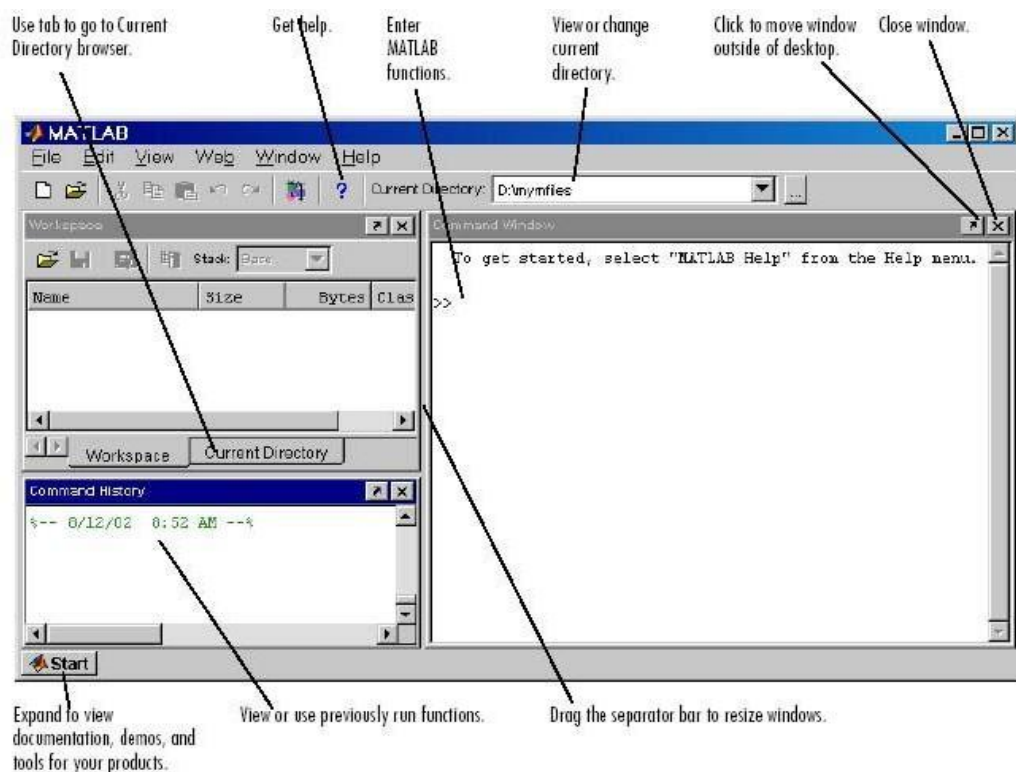 Use tab to go to Current
Directory browser.
Get help.
Enter
MATLAB
functions.
View or change
current
directory.
Click to move window
outside of desktop.
Close window.
MATLAB
File Edit View Web Window Help
? Current Directory: D:\mymfiles ...
Workspace
Stack: Base
Name Size Bytes Clas
Workspace Current Directory
Command History
%-- 8/12/02 8:52 AM --%
Command Window
To get started, select "MATLAB Help" from the Help menu.
>>
Start
Expand to view
documentation, demos, and
tools for your products.
View or use previously run functions.
Drag the separator bar to resize windows.